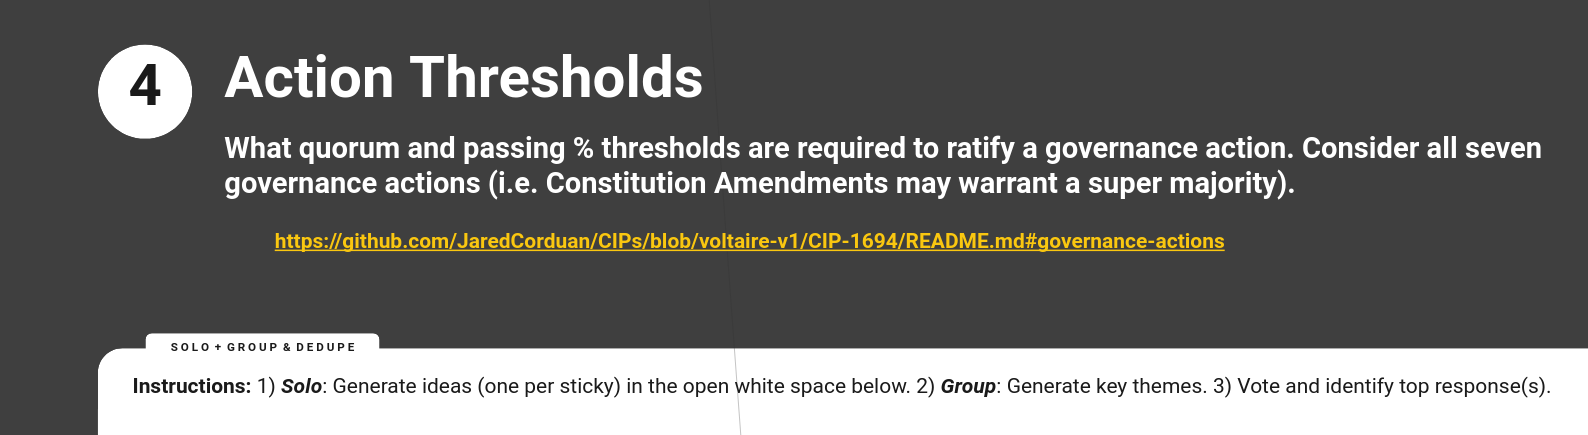 4
Action Thresholds
What quorum and passing % thresholds are required to ratify a governance action. Consider all seven
governance actions (i.e. Constitution Amendments may warrant a super majority).
https://github.com/JaredCorduan/CIPs/blob/voltaire-v1/CIP-1694/README.md#governance-actions
SOLO + GROUP & DEDUPE
Instructions: 1) Solo: Generate ideas (one per sticky) in the open white space below. 2) Group: Generate key themes. 3) Vote and identify top response(s).